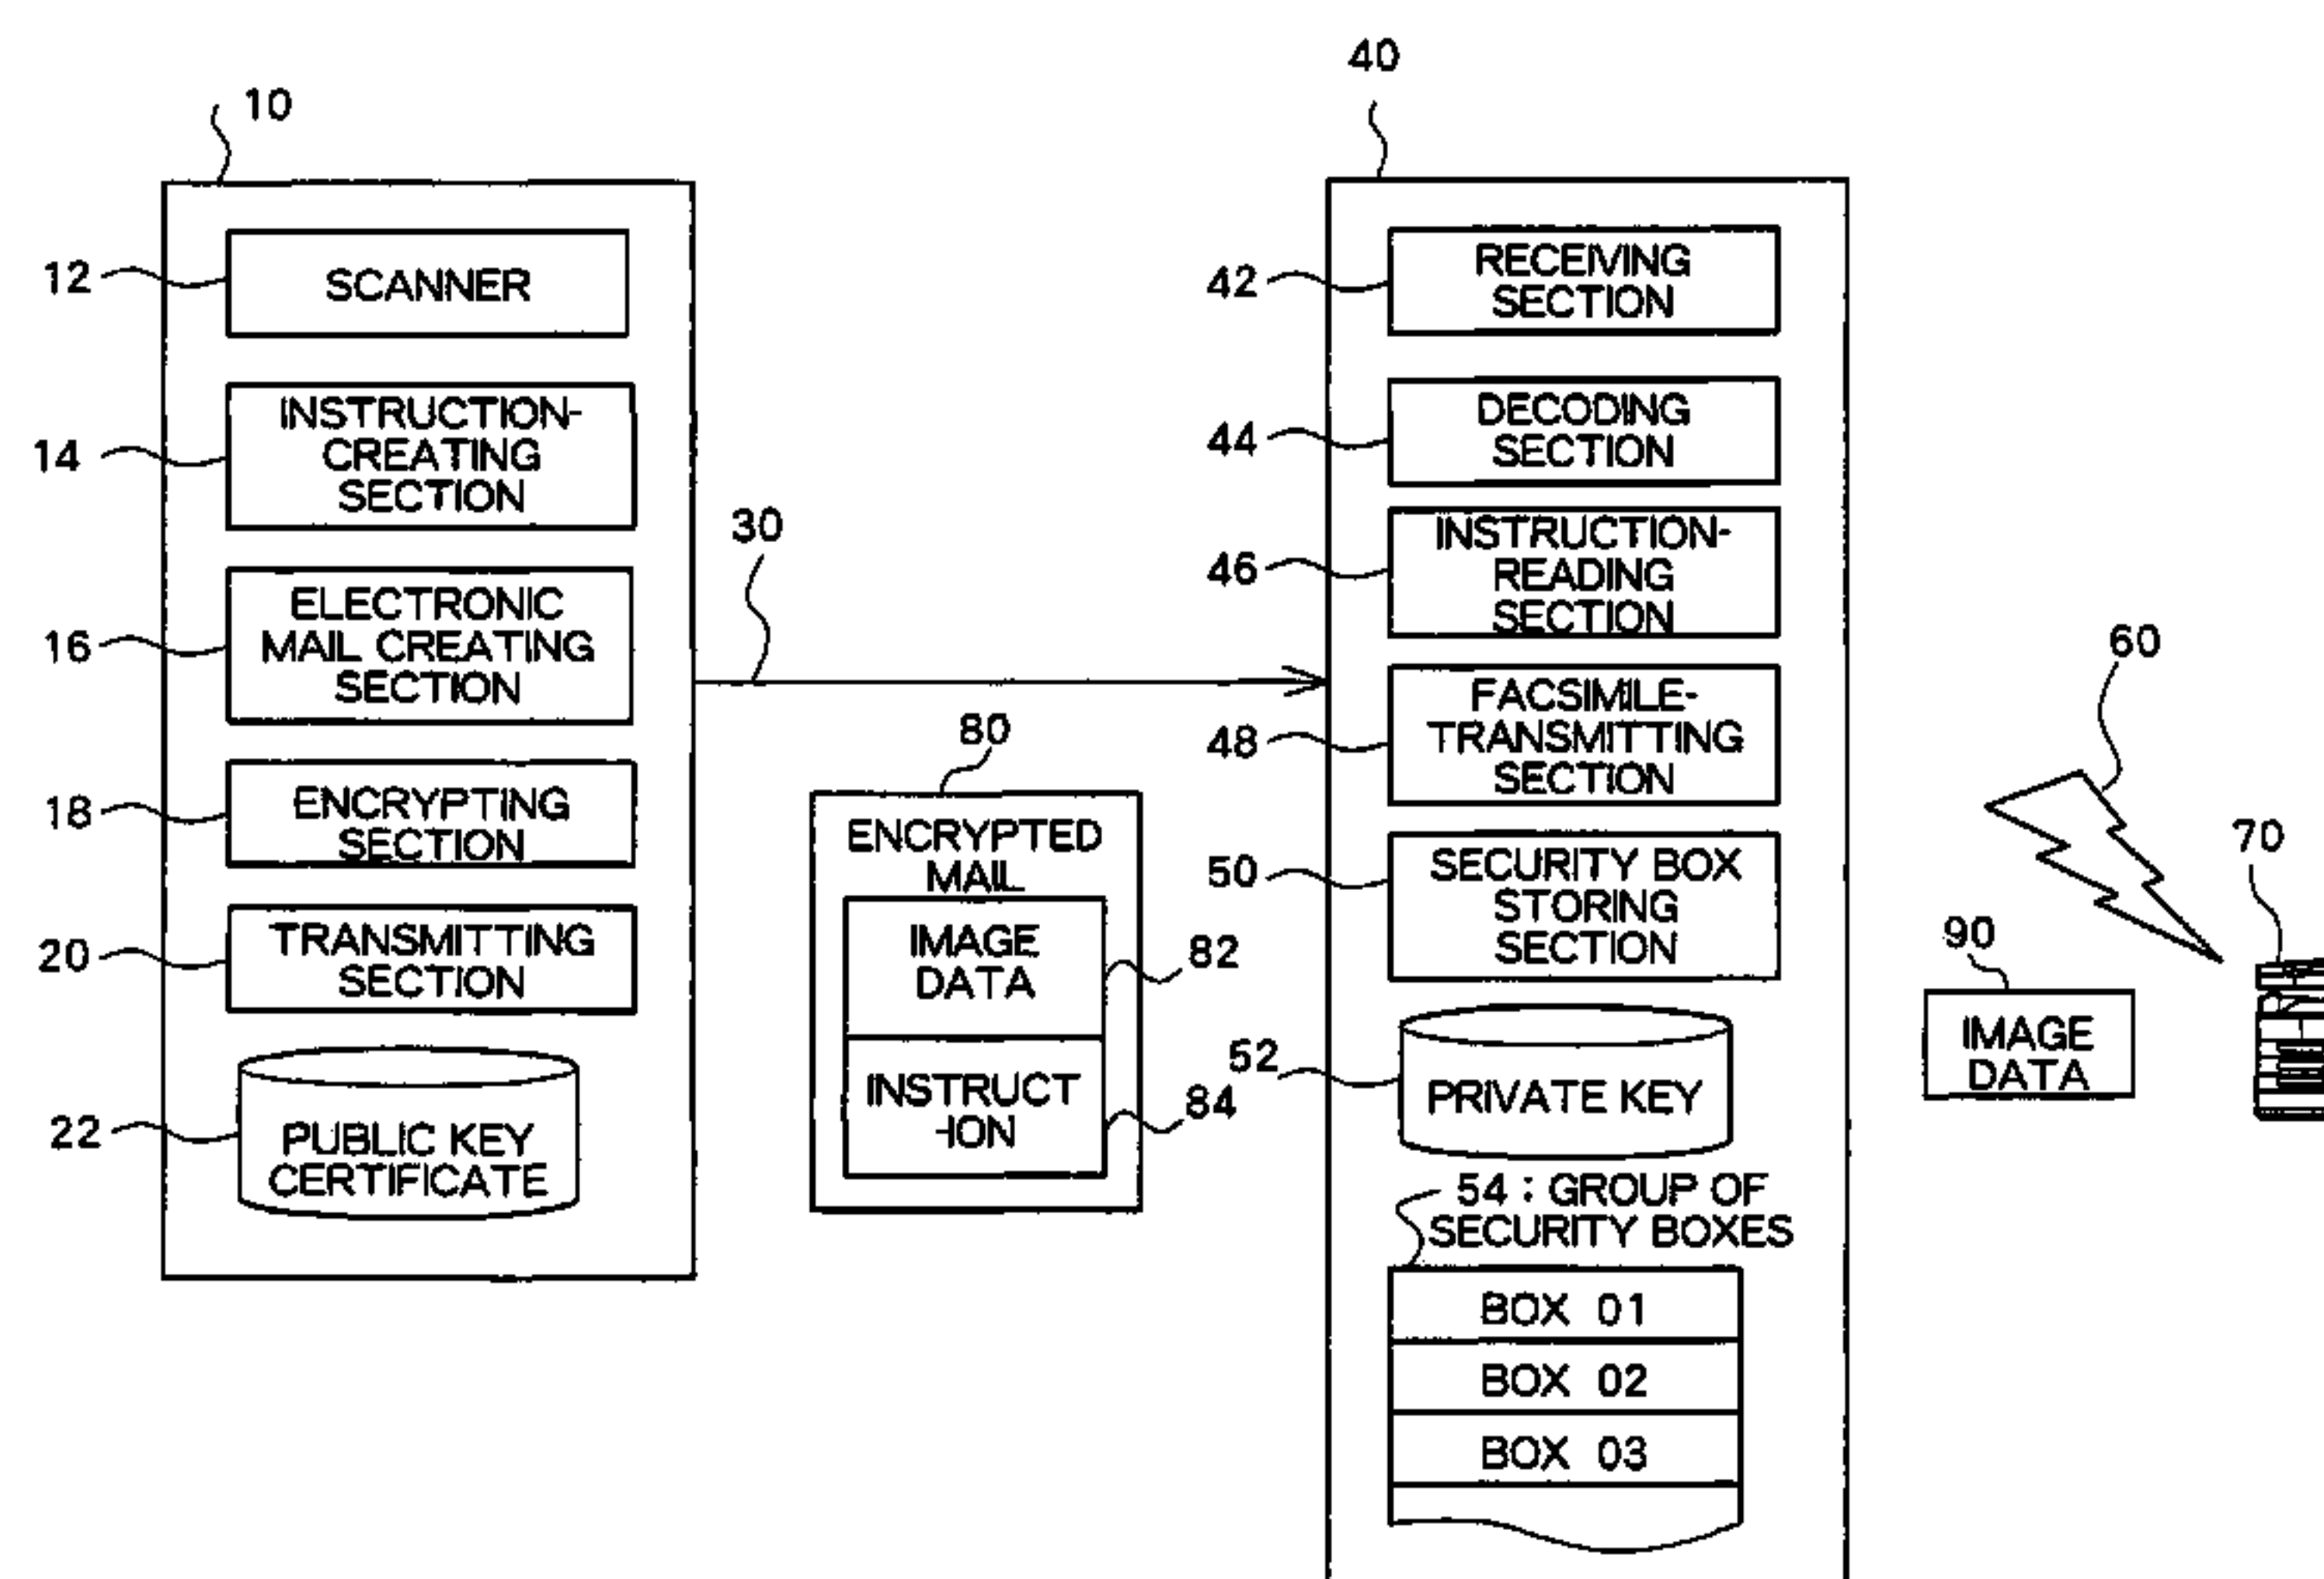 10
12
SCANNER
14
INSTRUCTION-
CREATING
SECTION
16
ELECTRONIC
MAIL CREATING
SECTION
18
ENCRYPTING
SECTION
20
TRANSMITTING
SECTION
22
PUBLIC KEY
CERTIFICATE
30
80
ENCRYPTED
MAIL
IMAGE
DATA
82
INSTRUCT
-ION
84
40
42
RECEIVING
SECTION
44
DECODING
SECTION
46
INSTRUCTION-
READING
SECTION
48
FACSIMILE-
TRANSMITTING
SECTION
50
SECURITY BOX
STORING
SECTION
52
PRIVATE KEY
54 : GROUP OF
SECURITY BOXES
BOX 01
BOX 02
BOX 03
60
70
90
IMAGE
DATA